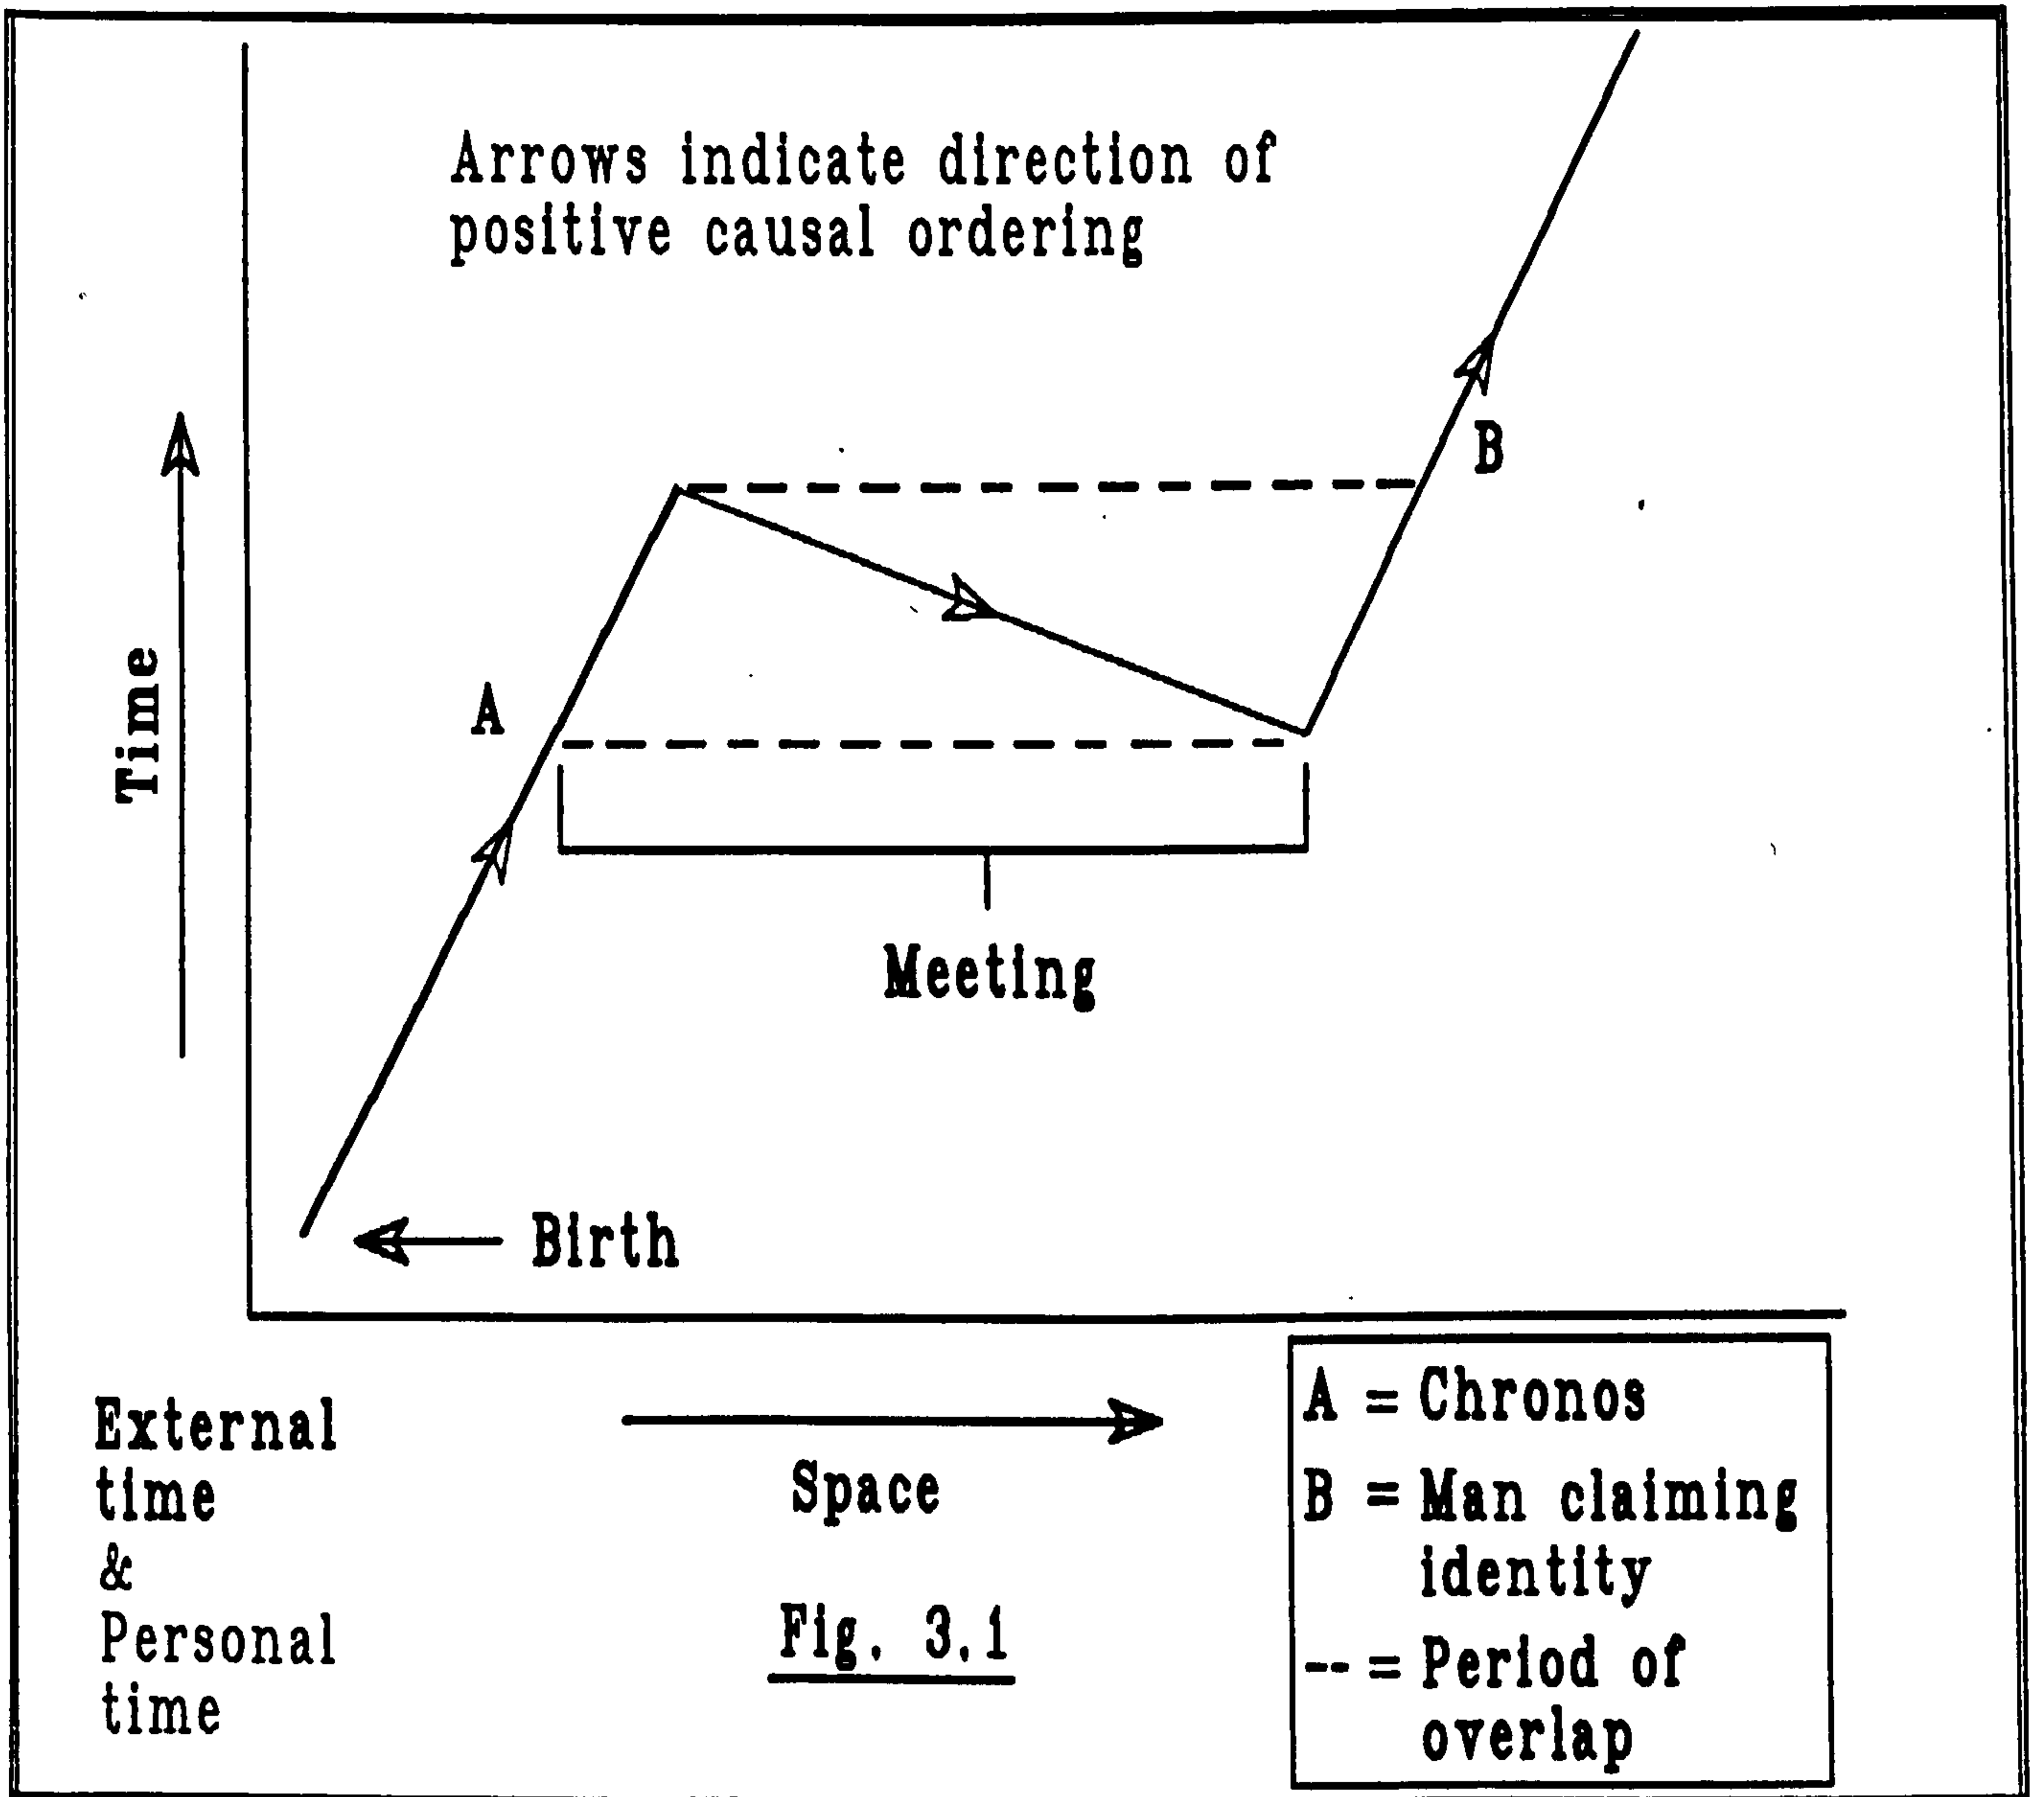 Arrows indicate direction of
positive causal ordering
B
Time
A
Meeting
Birth
External
time
&
Personal
time
Space
Fig. 3.1
A = Chronos
B = Man claiming
identity
-- = Period of
overlap